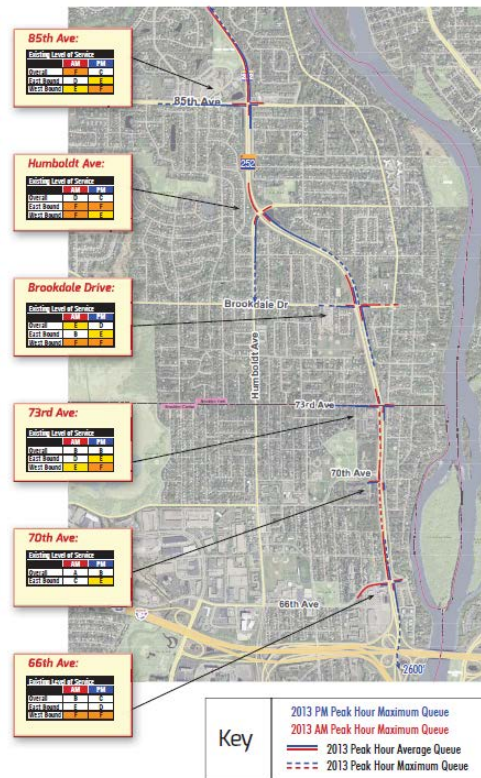 85th Ave:
Existing Level of Service
AM PM
Overall F C
East Bound D E
West Bound E F
Humboldt Ave:
Existing Level of Service
AM PM
Overall D C
East Bound F F
West Bound F E
Brookdale Drive:
Existing Level of Service
AM PM
Overall E D
East Bound B E
West Bound F F
73rd Ave:
Existing Level of Service
AM PM
Overall B B
East Bound D E
West Bound E F
70th Ave:
Existing Level of Service
AM PM
Overall A B
East Bound C E
66th Ave:
Existing Level of Service
AM PM
Overall B C
East Bound E D
West Bound F F
85th Ave
252
Brookdale Dr
Humboldt Ave
73rd Ave
70th Ave
66th Ave
2600'
Key
2013 PM Peak Hour Maximum Queue
2013 AM Peak Hour Maximum Queue
2013 Peak Hour Average Queue
2013 Peak Hour Maximum Queue